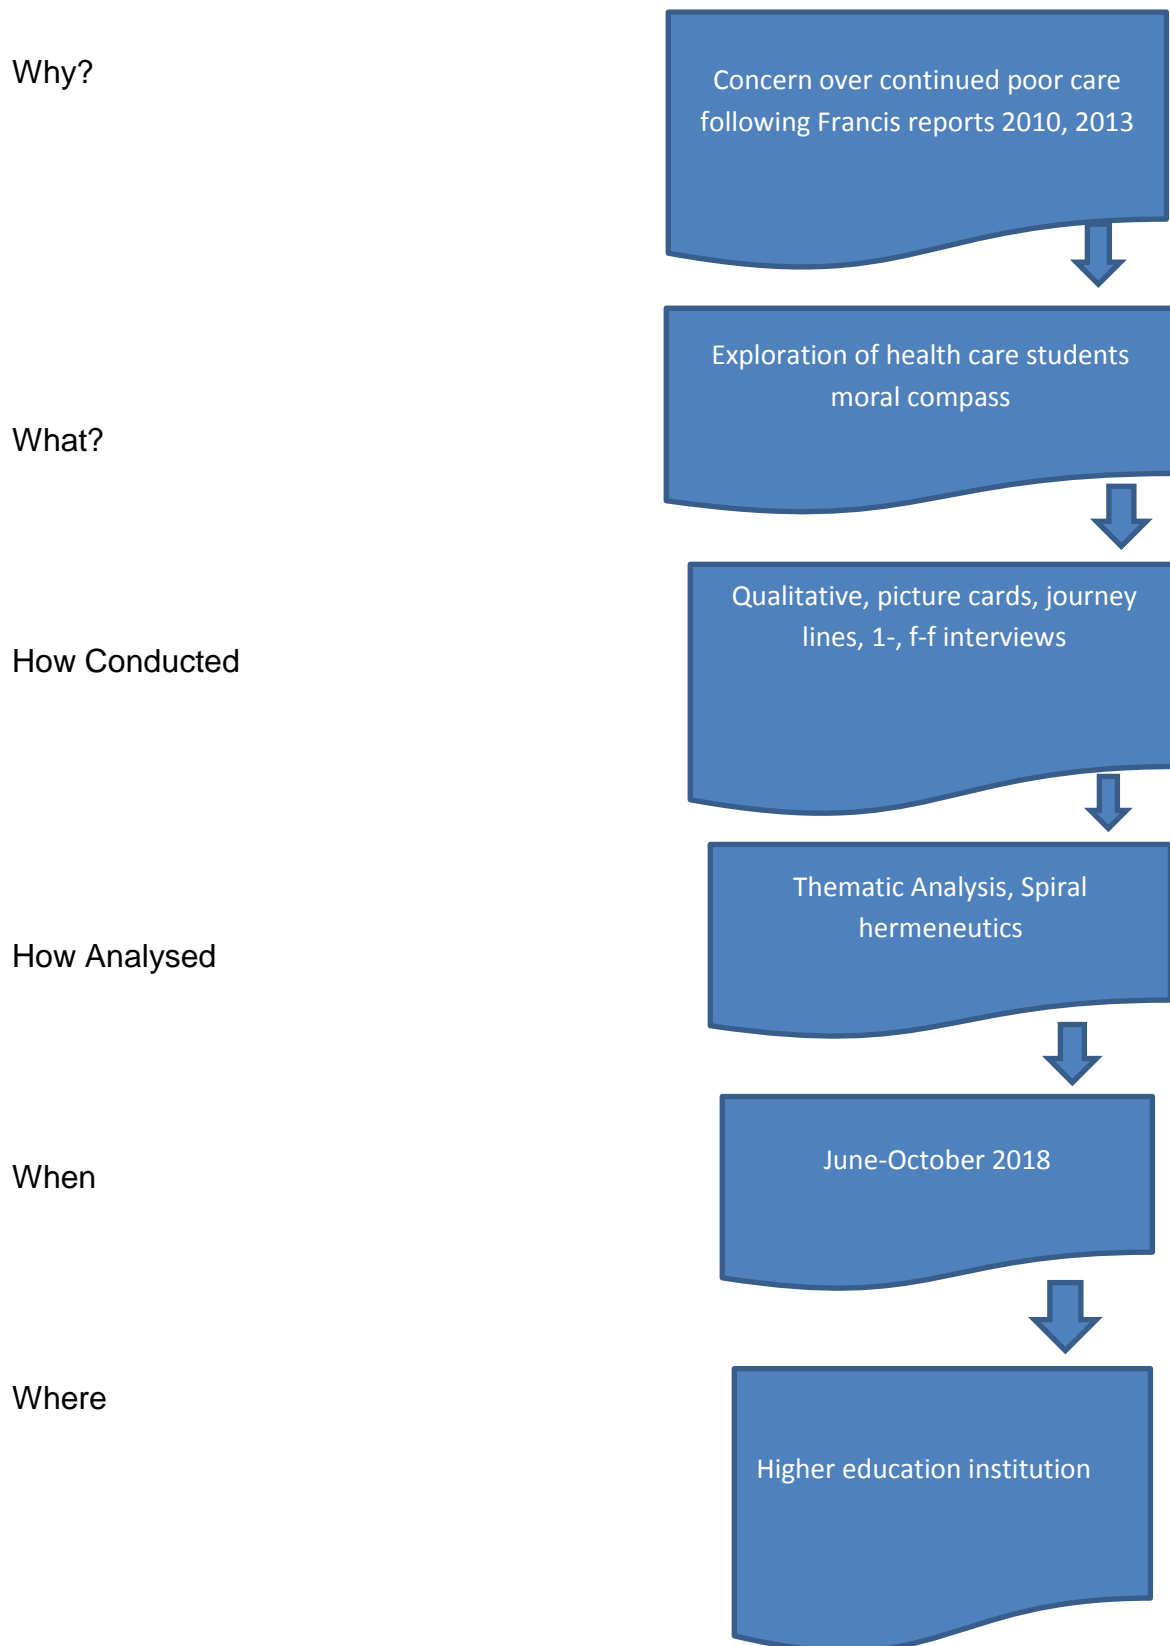 Why?
Concern over continued poor care
following Francis reports 2010, 2013
Exploration of health care students
moral compass
What?
Qualitative, picture cards, journey
lines, 1-, f-f interviews
How Conducted
Thematic Analysis, Spiral
hermeneutics
How Analysed
June-October 2018
When
Where
Higher education institution